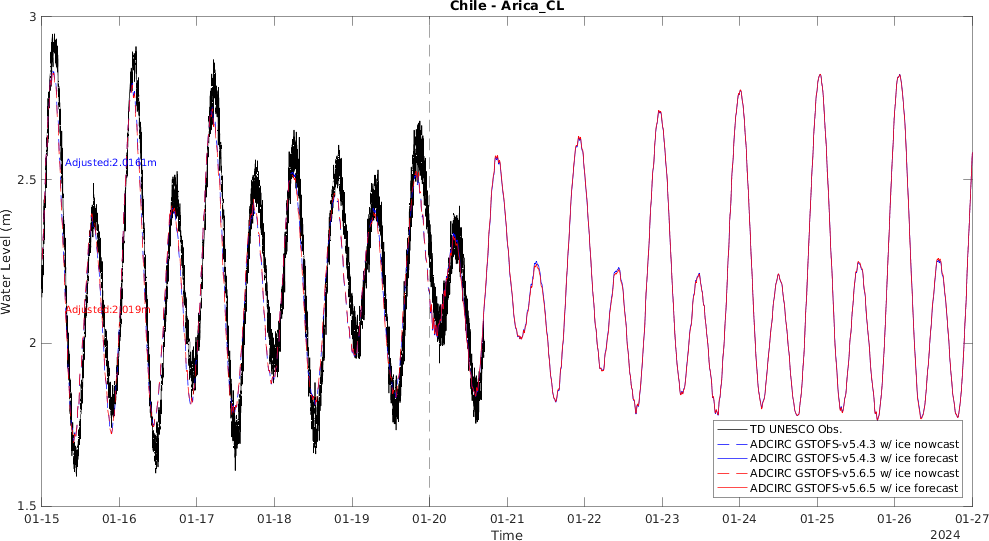 Chile - Arica_CL
3
2.5
2
1.5
Water Level (m)
Adjusted:2.0161m
Adjusted:2.019m
TD UNESCO Obs.
ADCIRC GSTOFS-v5.4.3 w/ ice nowcast
ADCIRC GSTOFS-v5.4.3 w/ ice forecast
ADCIRC GSTOFS-v5.6.5 w/ ice nowcast
ADCIRC GSTOFS-v5.6.5 w/ ice forecast
01-15 01-16 01-17 01-18 01-19 01-20 01-21 01-22 01-23 01-24 01-25 01-26 01-27
Time
2024